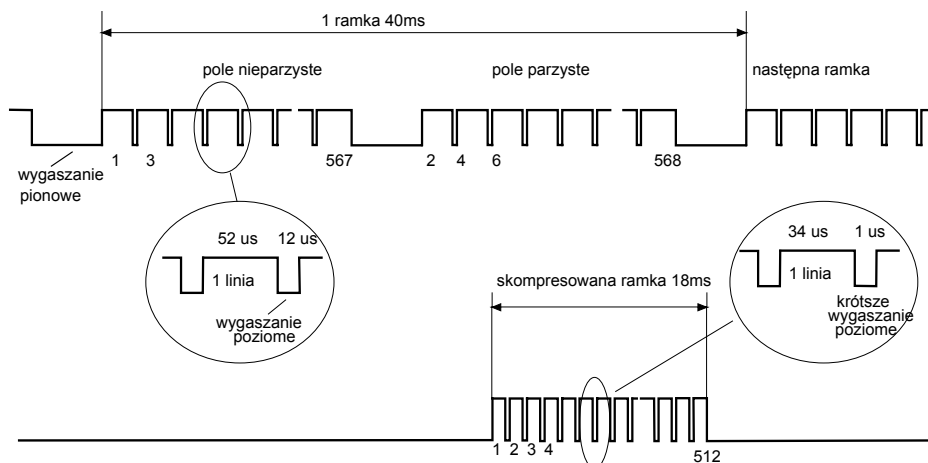 1 ramka 40ms
pole nieparzyste
pole parzyste
następna ramka
1
3
567
2
4
6
568
wygaszanie
pionowe
52 us
12 us
1 linia
wygaszanie
poziome
34 us
1 us
1 linia
krótsze
wygaszanie
poziome
skompresowana ramka 18ms
1
2
3
4
512